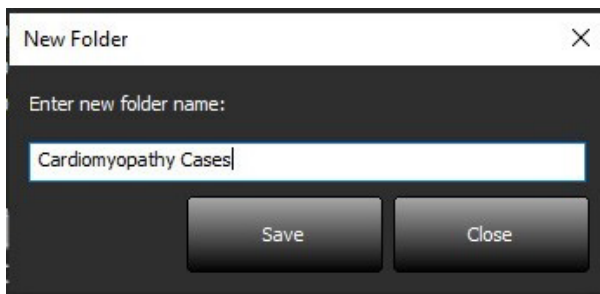 New Folder
Enter new folder name:
Cardiomyopathy Cases
Save Close